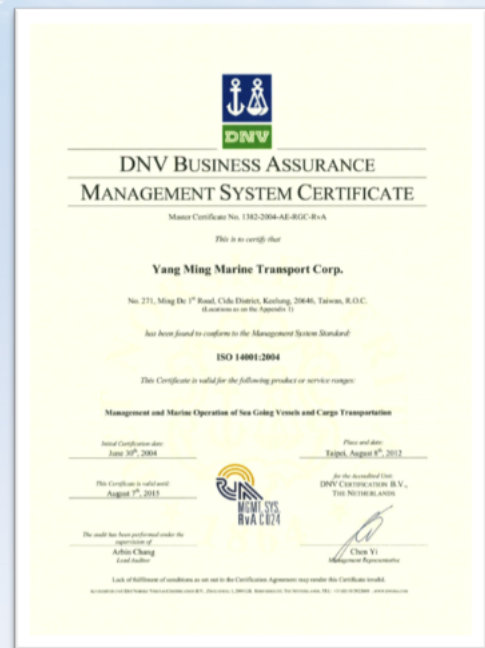 DNV
DNV BUSINESS ASSURANCE
MANAGEMENT SYSTEM CERTIFICATE
Master Certificate No. 1382-2004-AE-RGC-RvA
This is to certify that
Yang Ming Marine Transport Corp.
No. 271, Ming De 1st Road, Cidu District, Keelung, 20646, Taiwan, R.O.C.
(Locations as on the Appendix 1)
has been found to conform to the Management System Standard:
ISO 14001:2004
This Certificate is valid for the following product or service ranges:
Management and Marine Operation of Sea Going Vessels and Cargo Transportation
Initial Certification date:
June 30th, 2004
Place and date:
Taipei, August 8th, 2012
This Certificate is valid until:
August 7th, 2015
for the Accredited Unit:
DNV CERTIFICATION B.V.,
THE NETHERLANDS
RVA
MGMT. SYS.
RvA C 024
The audit has been performed under the
supervision of
Arbin Chang
Lead Auditor
Chen Yi
Management Representative
Lack of fulfilment of conditions as set out in the Certification Agreement may render this Certificate invalid.